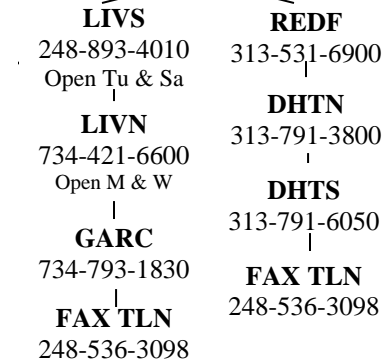 LIVS
248-893-4010
Open Tu & Sa
LIVN
734-421-6600
Open M & W
GARC
734-793-1830
FAX TLN
248-536-3098
REDF
313-531-6900
DHTN
313-791-3800
DHTS
313-791-6050
FAX TLN
248-536-3098